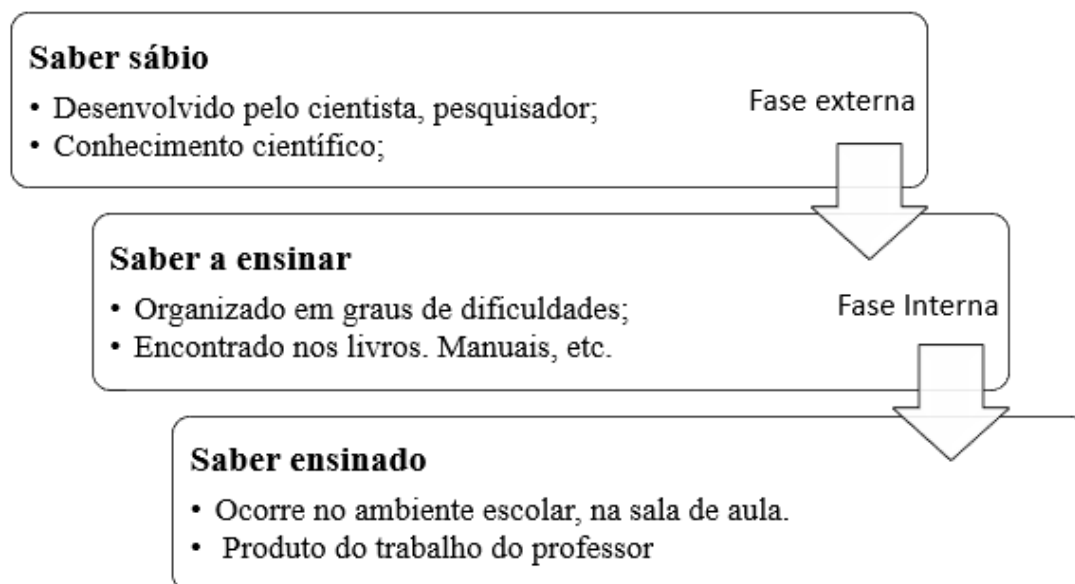 Saber sábio
• Desenvolvido pelo cientista, pesquisador;
Fase externa
• Conhecimento científico;
Saber a ensinar
• Organizado em graus de dificuldades;
Fase Interna
• Encontrado nos livros. Manuais, etc.
Saber ensinado
• Ocorre no ambiente escolar, na sala de aula.
• Produto do trabalho do professor